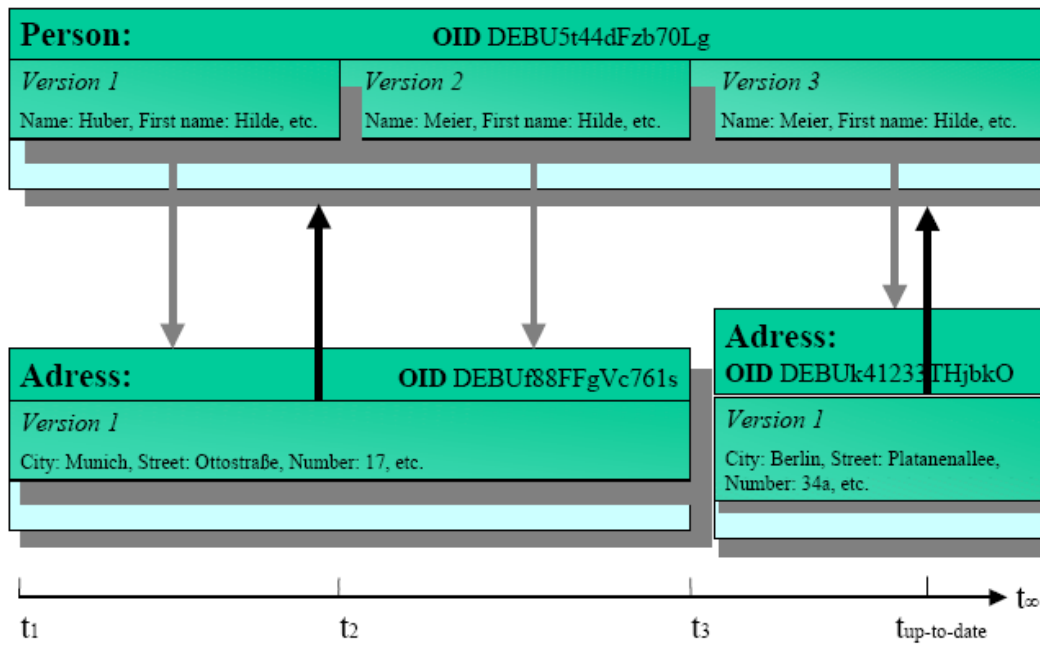 Person: OID DEBU5t44dFzb70Lg
Version 1
Name: Huber, First name: Hilde, etc.
Version 2
Name: Meier, First name: Hilde, etc.
Version 3
Name: Meier, First name: Hilde, etc.
Adress: OID DEBUf88FFgVc761s
Version 1
City: Munich, Street: Ottostraße, Number: 17, etc.
Adress:
OID DEBUk41233THjbkO
Version 1
City: Berlin, Street: Platanenallee,
Number: 34a, etc.
t1 t2 t3 tup-to-date t∞